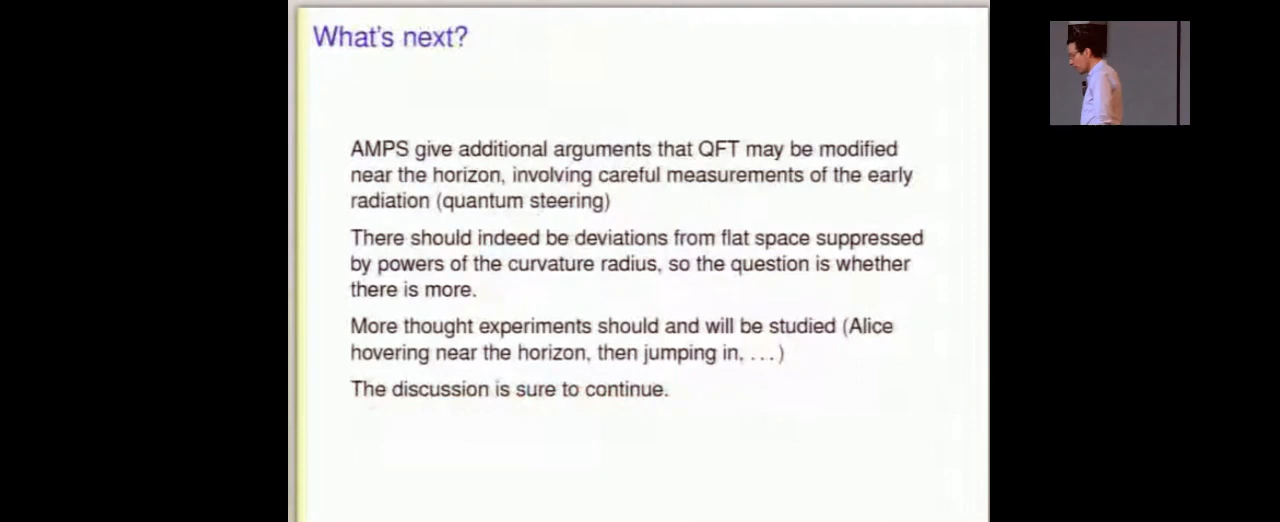 What's next?
AMPS give additional arguments that QFT may be modified
near the horizon, involving careful measurements of the early
radiation (quantum steering)
There should indeed be deviations from flat space suppressed
by powers of the curvature radius, so the question is whether
there is more.
More thought experiments should and will be studied (Alice
hovering near the horizon, then jumping in, ...)
The discussion is sure to continue.